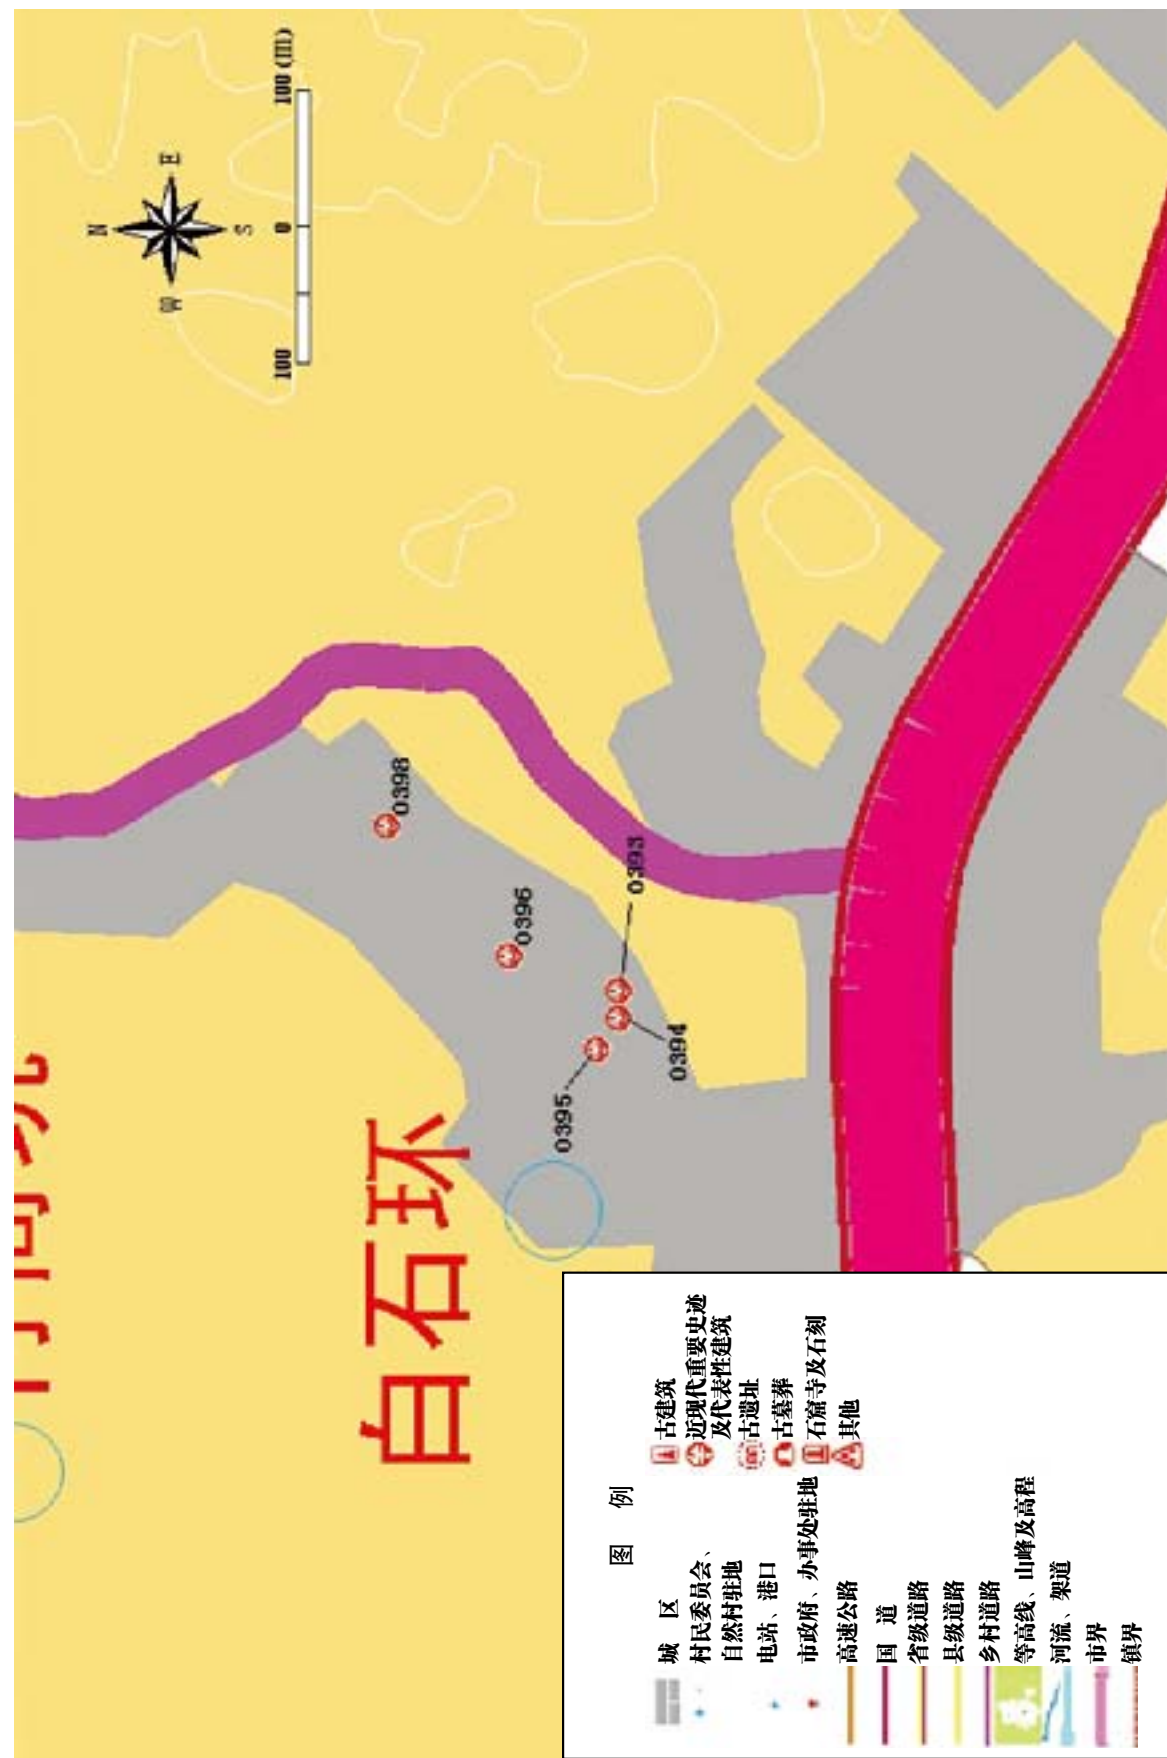 N
E
S
W
100
0
100 (m)
0398
0396
0393
0394
0395
白石环
图 例
城 区
村民委员会、
自然村驻地
电站、港口
市政府、办事处驻地
高速公路
国 道
省级道路
县级道路
乡村道路
等高线、山峰及高程
河流、架道
市界
镇界
古建筑
近现代重要史迹
及代表性建筑
古遗址
古墓葬
石窟寺及石刻
其他